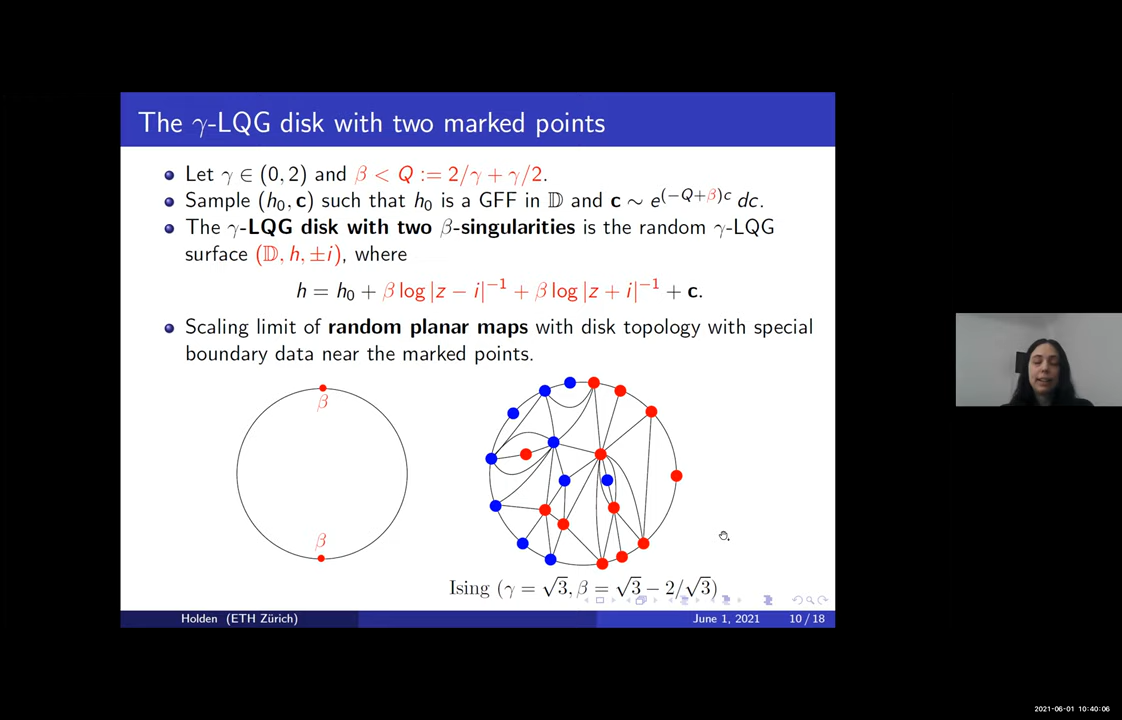 The γ-LQG disk with two marked points
Let γ ∈ (0, 2) and β < Q := 2/γ + γ/2.
Sample (h₀, c) such that h₀ is a GFF in 𝔻 and c ∼ e^{(−Q+β)c} dc.
The γ-LQG disk with two β-singularities is the random γ-LQG
surface (𝔻, h, ±i), where
h = h₀ + β log |z − i|⁻¹ + β log |z + i|⁻¹ + c.
Scaling limit of random planar maps with disk topology with special
boundary data near the marked points.
β
β
Ising (γ = √3, β = √3 − 2/√3)
Holden (ETH Zürich) June 1, 2021 10 / 18
2021-06-01 10:40:06